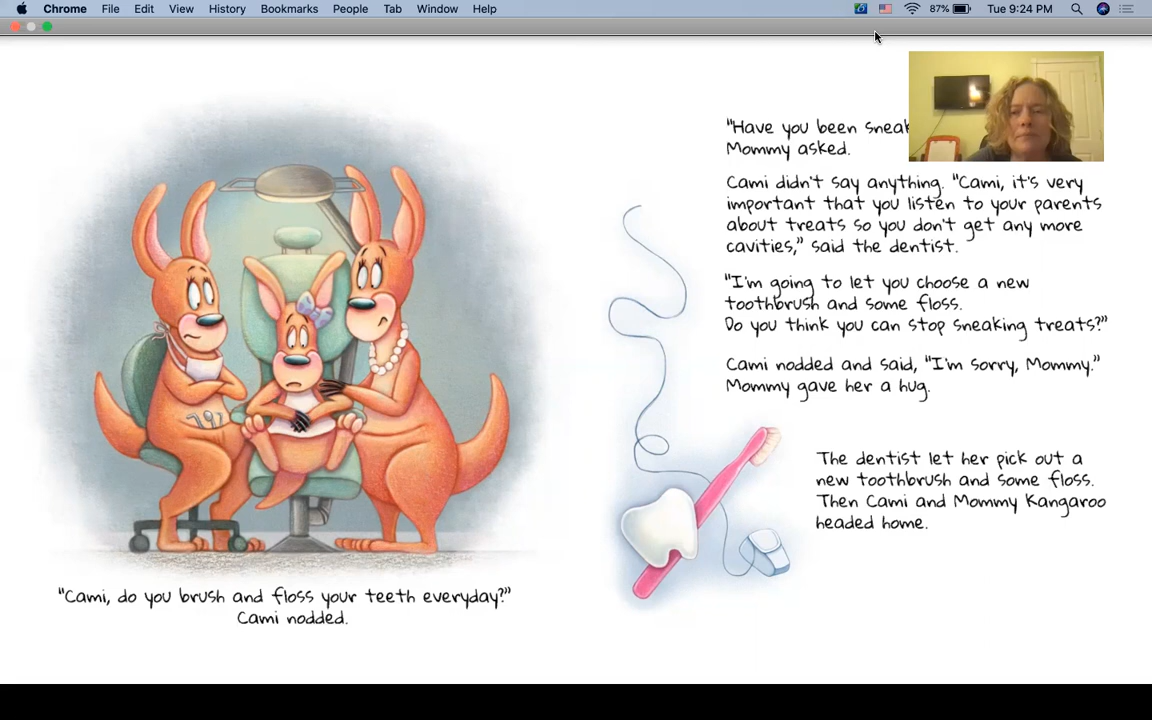 Chrome File Edit View History Bookmarks People Tab Window Help 87% Tue 9:24 PM
"Have you been
Mommy asked.
Cami didn't say anything. "Cami, it's very
important that you listen to your parents
about treats so you don't get any more
cavities," said the dentist.
"I'm going to let you choose a new
toothbrush and some floss.
Do you think you can stop sneaking treats?"
Cami nodded and said, "I'm sorry, Mommy."
Mommy gave her a hug.
The dentist let her pick out a
new toothbrush and some floss.
Then Cami and Mommy Kangaroo
headed home.
"Cami, do you brush and floss your teeth everyday?"
Cami nodded.